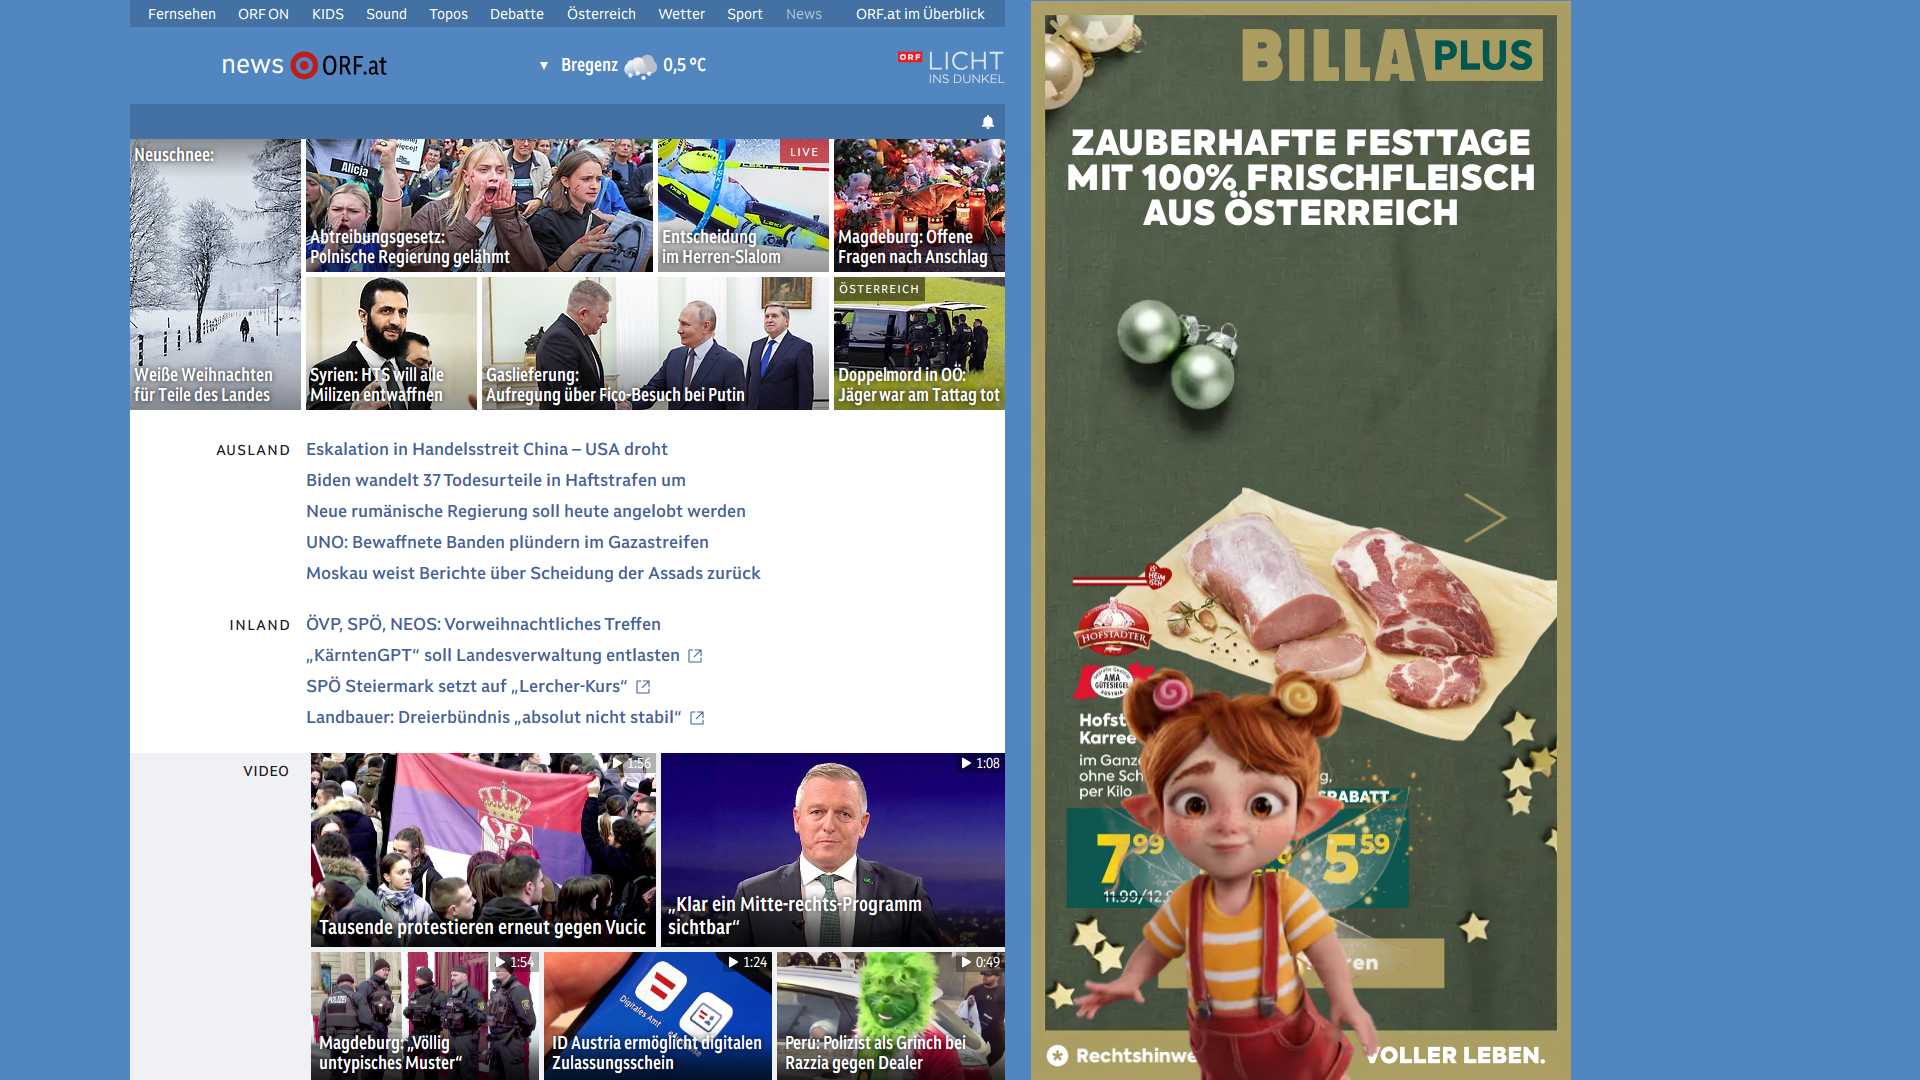 Fernsehen ORF ON KIDS Sound Topos Debatte Österreich Wetter Sport News ORF.at im Überblick
news ORF.at
Bregenz 0,5 °C
ORF LICHT
INS DUNKEL
Neuschnee:
Weiße Weihnachten
für Teile des Landes
Alicja
Abtreibungsgesetz:
Polnische Regierung gelähmt
LIVE
LEKI
Entscheidung
im Herren-Slalom
Magdeburg: Offene
Fragen nach Anschlag
Syrien: HTS will alle
Milizen entwaffnen
Gaslieferung:
Aufregung über Fico-Besuch bei Putin
ÖSTERREICH
Doppelmord in OÖ:
Jäger war am Tattag tot
AUSLAND
Eskalation in Handelsstreit China – USA droht
Biden wandelt 37 Todesurteile in Haftstrafen um
Neue rumänische Regierung soll heute angelobt werden
UNO: Bewaffnete Banden plündern im Gazastreifen
Moskau weist Berichte über Scheidung der Assads zurück
INLAND
ÖVP, SPÖ, NEOS: Vorweihnachtliches Treffen
„KärntenGPT“ soll Landesverwaltung entlasten
SPÖ Steiermark setzt auf „Lercher-Kurs“
Landbauer: Dreierbündnis „absolut nicht stabil“
VIDEO
1:56
Tausende protestieren erneut gegen Vucic
1:08
„Klar ein Mitte-rechts-Programm
sichtbar“
1:54
POLIZEI
Magdeburg: „Völlig
untypisches Muster“
1:24
Digitales Amt
ID Austria ermöglicht digitalen
Zulassungsschein
0:49
Peru: Polizist als Grinch bei
Razzia gegen Dealer
BILLA PLUS
ZAUBERHAFTE FESTTAGE
MIT 100% FRISCHFLEISCH
AUS ÖSTERREICH
IS' HEIM ISCH
HOFSTÄDTER
AMA
GÜTESIEGEL
AUSTRIA
Hofst
Karree
im Ganze
ohne Sch
per Kilo
RABATT
7 99
5 59
11.99/12.9
ren
Rechtshinwe
VOLLER LEBEN.